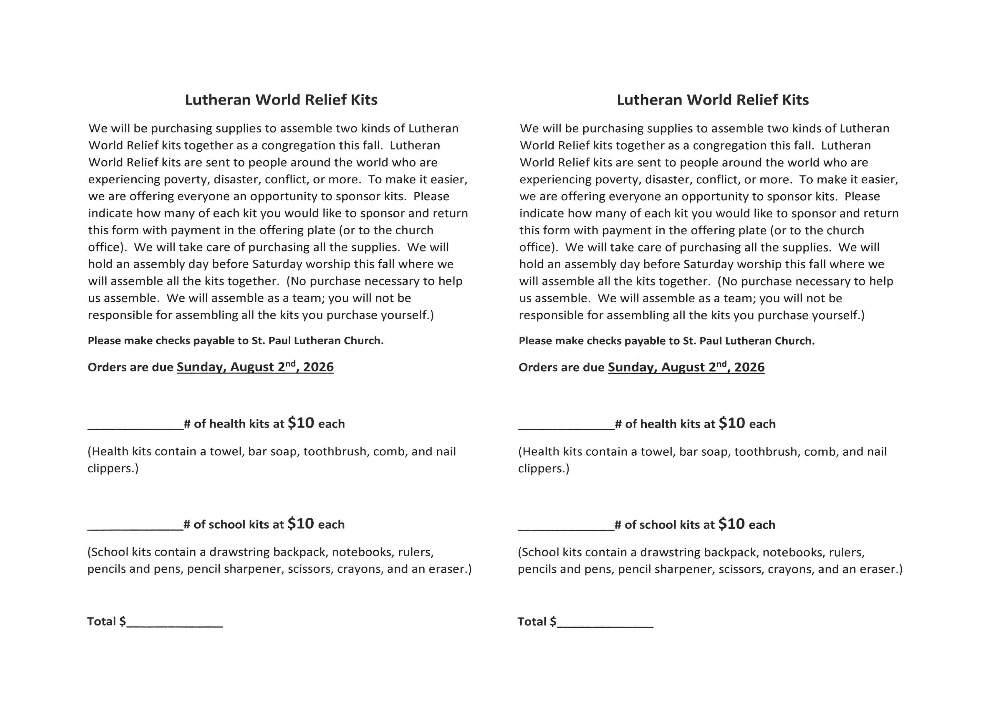 Lutheran World Relief Kits
We will be purchasing supplies to assemble two kinds of Lutheran
World Relief kits together as a congregation this fall.  Lutheran
World Relief kits are sent to people around the world who are
experiencing poverty, disaster, conflict, or more.  To make it easier,
we are offering everyone an opportunity to sponsor kits.  Please
indicate how many of each kit you would like to sponsor and return
this form with payment in the offering plate (or to the church
office).  We will take care of purchasing all the supplies.  We will
hold an assembly day before Saturday worship this fall where we
will assemble all the kits together.  (No purchase necessary to help
us assemble.  We will assemble as a team; you will not be
responsible for assembling all the kits you purchase yourself.)
Please make checks payable to St. Paul Lutheran Church.
Orders are due Sunday, August 2nd, 2026
_______________# of health kits at $10 each
(Health kits contain a towel, bar soap, toothbrush, comb, and nail
clippers.)
_______________# of school kits at $10 each
(School kits contain a drawstring backpack, notebooks, rulers,
pencils and pens, pencil sharpener, scissors, crayons, and an eraser.)
Total $_______________
Lutheran World Relief Kits
We will be purchasing supplies to assemble two kinds of Lutheran
World Relief kits together as a congregation this fall.  Lutheran
World Relief kits are sent to people around the world who are
experiencing poverty, disaster, conflict, or more.  To make it easier,
we are offering everyone an opportunity to sponsor kits.  Please
indicate how many of each kit you would like to sponsor and return
this form with payment in the offering plate (or to the church
office).  We will take care of purchasing all the supplies.  We will
hold an assembly day before Saturday worship this fall where we
will assemble all the kits together.  (No purchase necessary to help
us assemble.  We will assemble as a team; you will not be
responsible for assembling all the kits you purchase yourself.)
Please make checks payable to St. Paul Lutheran Church.
Orders are due Sunday, August 2nd, 2026
_______________# of health kits at $10 each
(Health kits contain a towel, bar soap, toothbrush, comb, and nail
clippers.)
_______________# of school kits at $10 each
(School kits contain a drawstring backpack, notebooks, rulers,
pencils and pens, pencil sharpener, scissors, crayons, and an eraser.)
Total $_______________